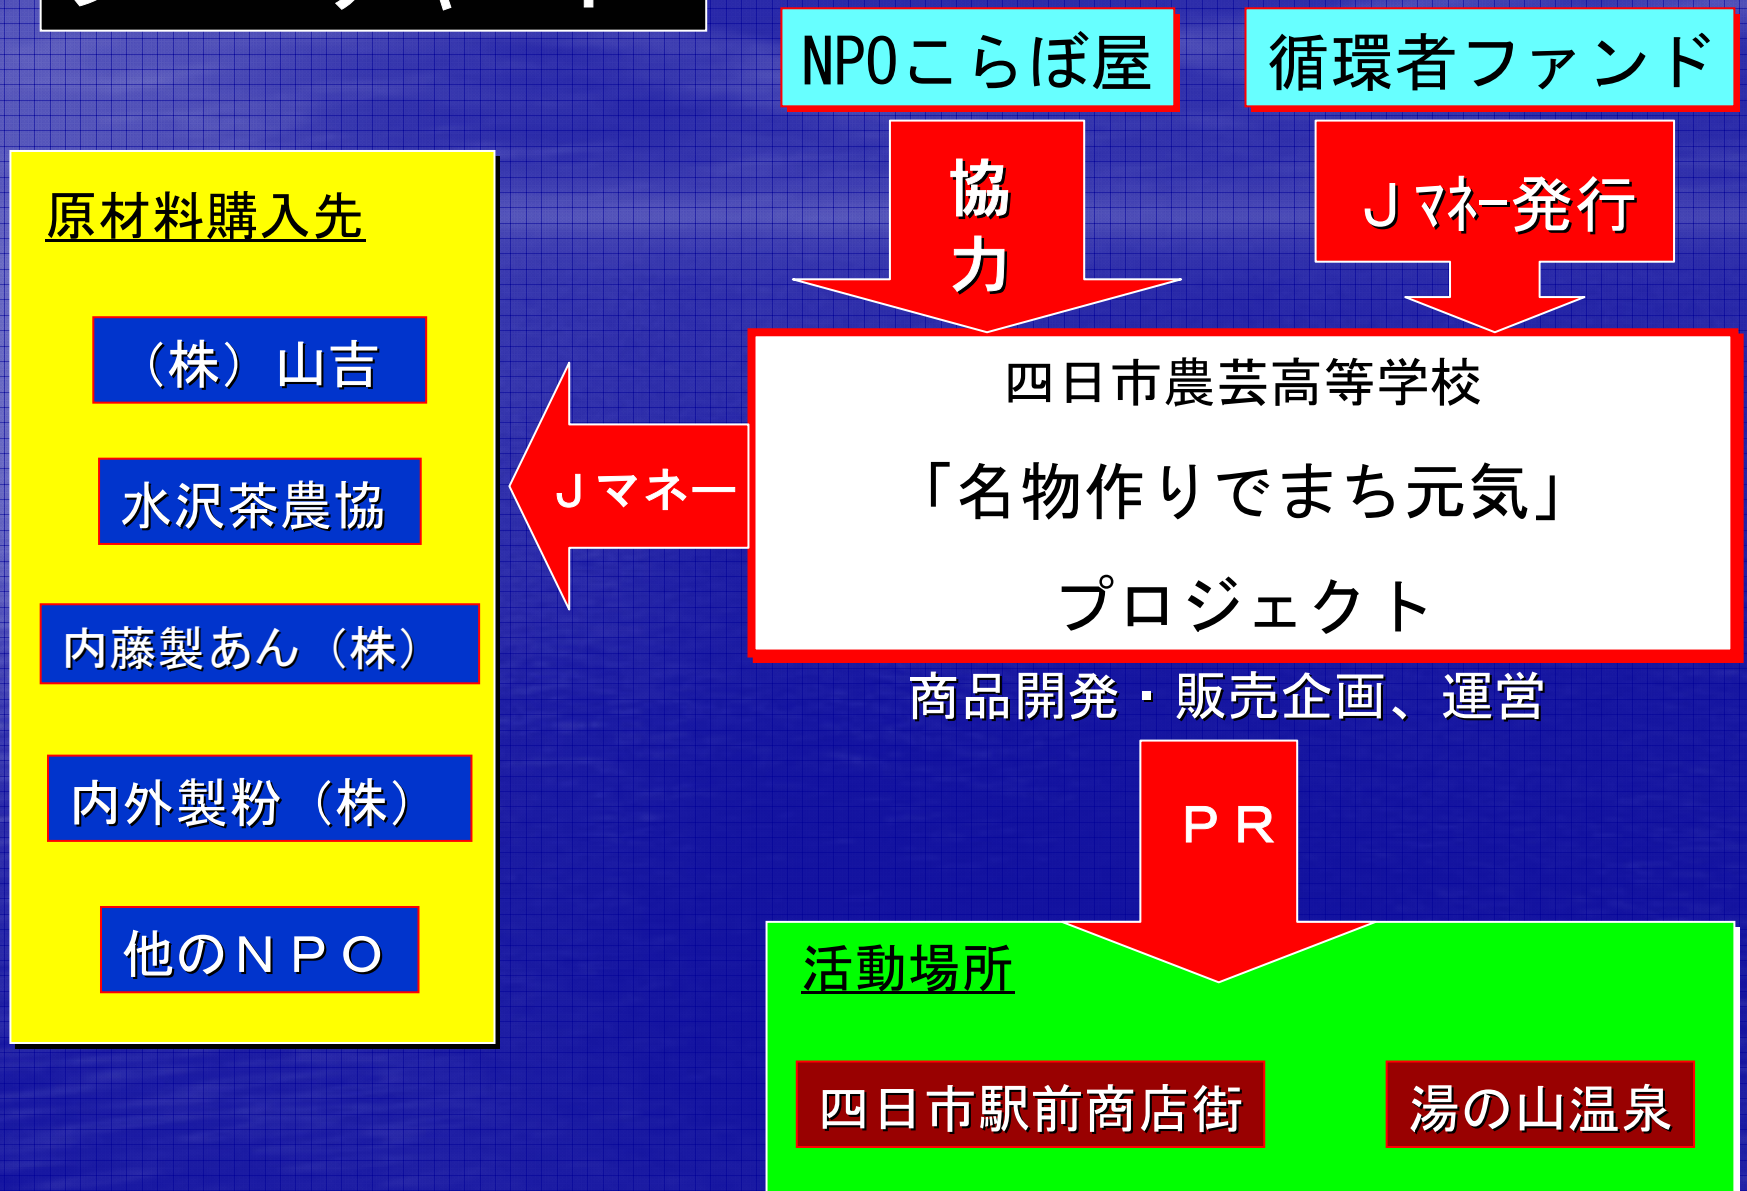 NPOこらぼ屋
循環者ファンド
協
力
Ｊﾏﾈｰ発行
原材料購入先
（株）山吉
水沢茶農協
内藤製あん（株）
内外製粉（株）
他のＮＰＯ
Ｊマネー
四日市農芸高等学校
「名物作りでまち元気」
プロジェクト
商品開発・販売企画、運営
ＰＲ
活動場所
四日市駅前商店街
湯の山温泉